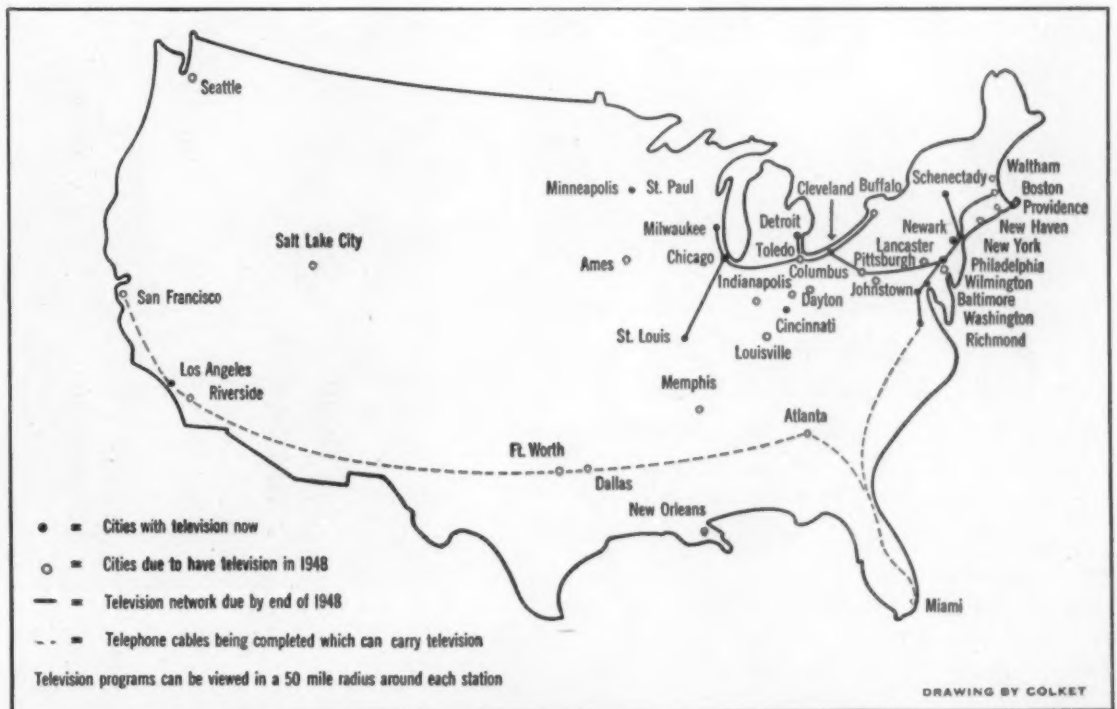 Seattle
Waltham
Schenectady
Boston
Buffalo
Cleveland
Minneapolis • St. Paul
Providence
Detroit
Milwaukee
Newark
New Haven
Salt Lake City
Lancaster
New York
Toledo
Chicago
Pittsburgh
Philadelphia
Ames
Columbus
Wilmington
Indianapolis
Johnstown
San Francisco
Dayton
Baltimore
Cincinnati
Washington
St. Louis
Richmond
Louisville
Los Angeles
Riverside
Memphis
Atlanta
Ft. Worth
Dallas
New Orleans
• = Cities with television now
○ = Cities due to have television in 1948
— = Television network due by end of 1948
Miami
--- = Telephone cables being completed which can carry television
Television programs can be viewed in a 50 mile radius around each station
DRAWING BY COLKET